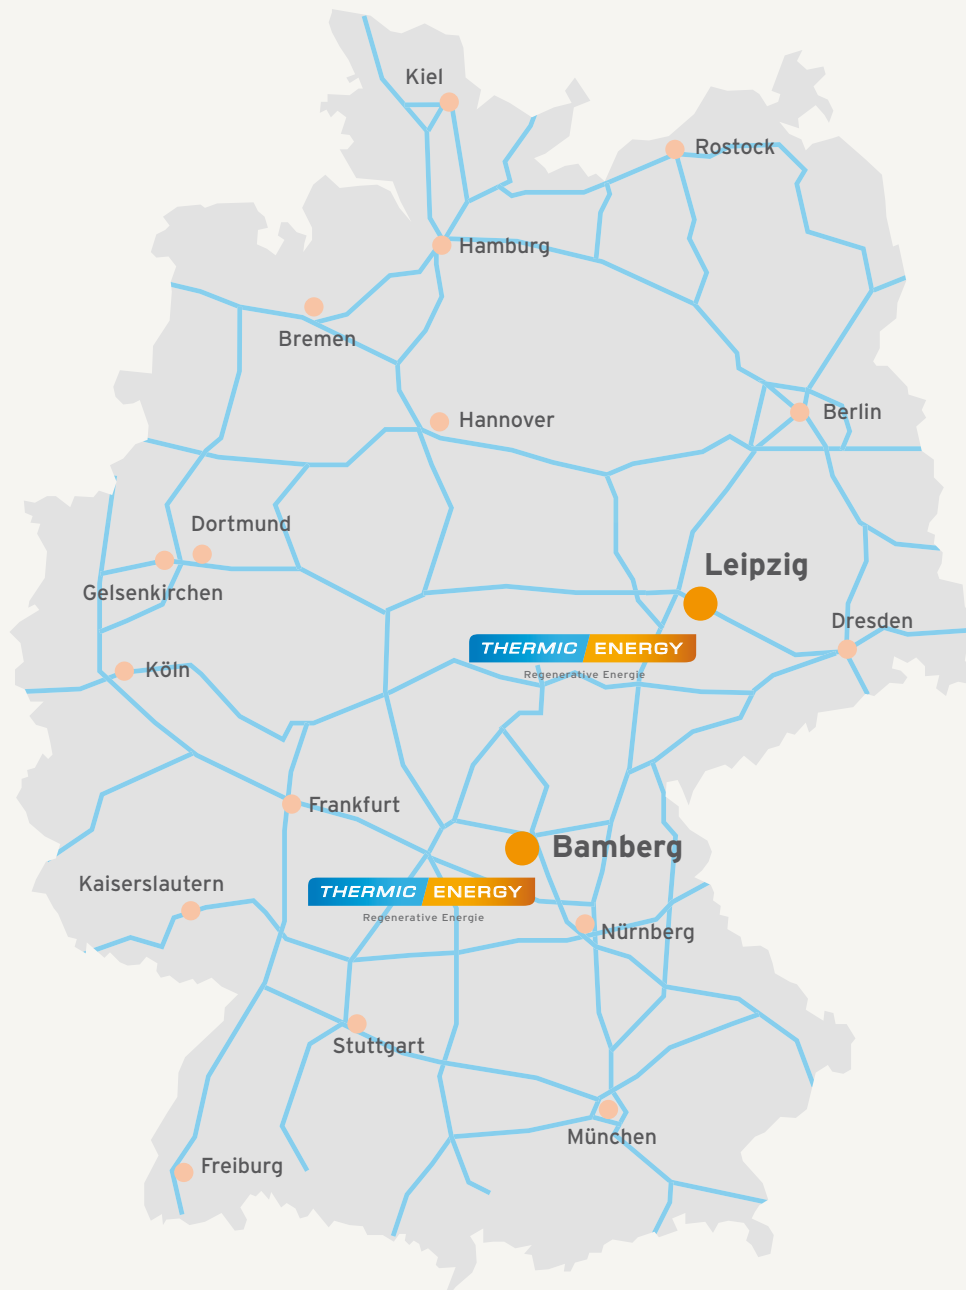 Kiel
Rostock
Hamburg
Bremen
Hannover
Berlin
Dortmund
Leipzig
Gelsenkirchen
Dresden
THERMIC ENERGY
Regenerative Energie
Köln
Frankfurt
Bamberg
Kaiserslautern
THERMIC ENERGY
Regenerative Energie
Nürnberg
Stuttgart
München
Freiburg